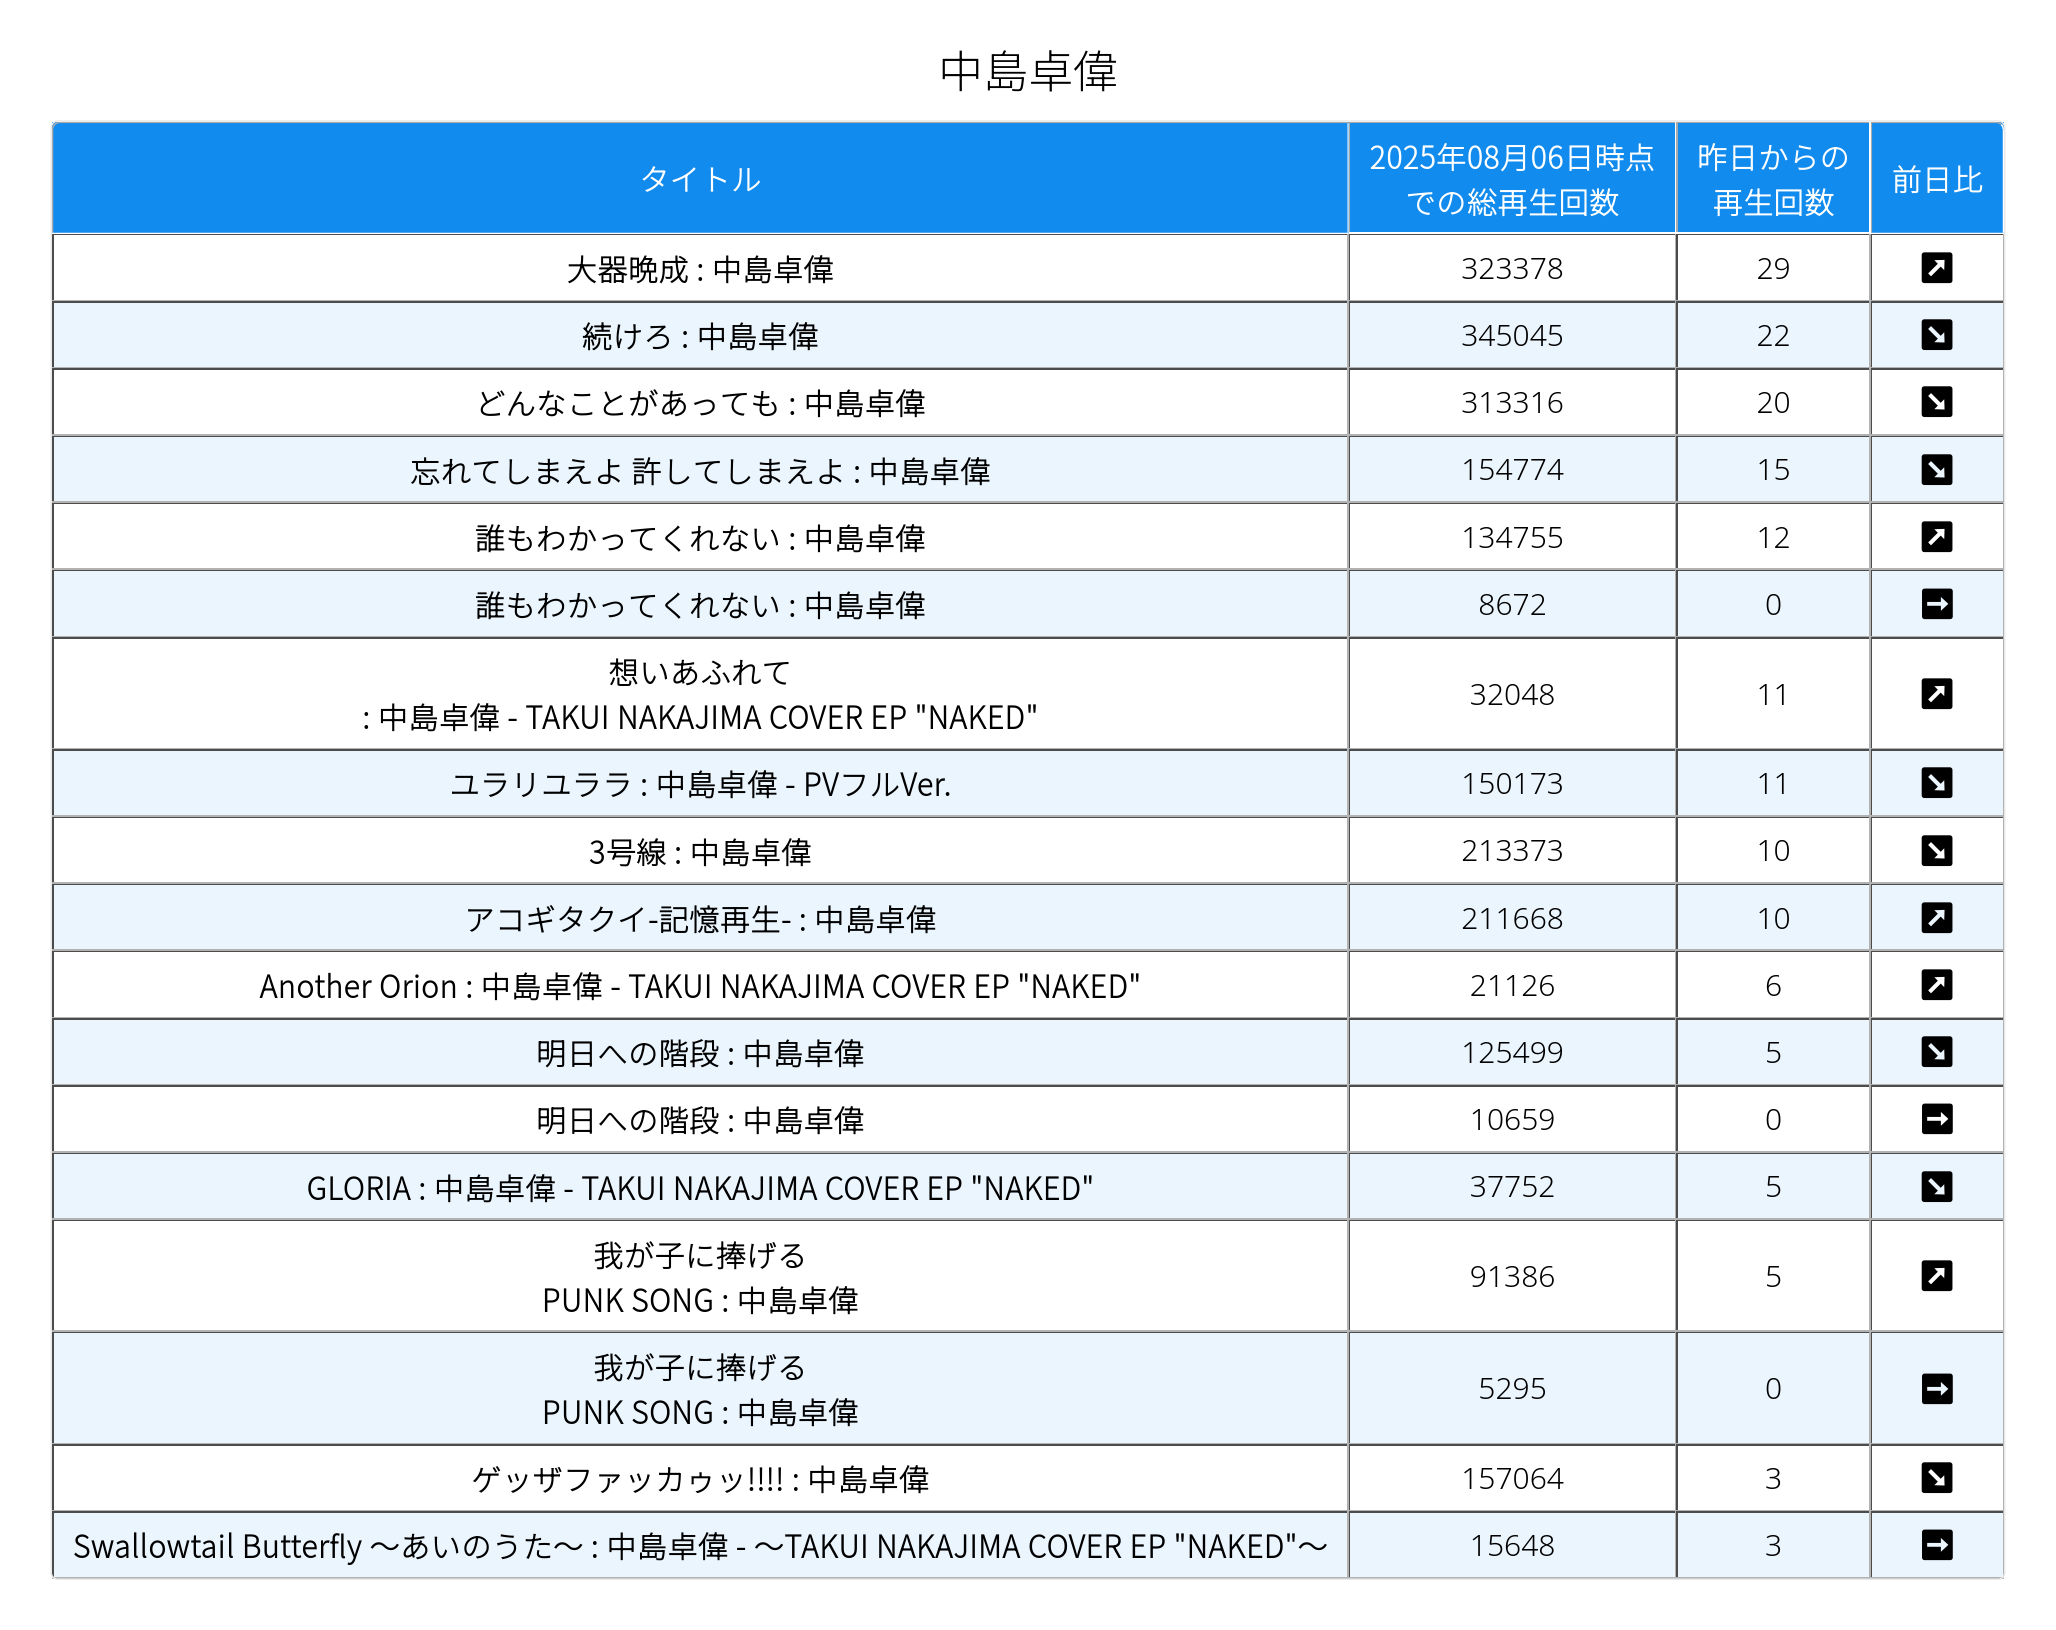 中島卓偉
タイトル
2025年08月06日時点
での総再生回数
昨日からの
再生回数
前日比
大器晩成 : 中島卓偉
323378
29
続けろ : 中島卓偉
345045
22
どんなことがあっても : 中島卓偉
313316
20
忘れてしまえよ 許してしまえよ : 中島卓偉
154774
15
誰もわかってくれない : 中島卓偉
134755
12
誰もわかってくれない : 中島卓偉
8672
0
想いあふれて
: 中島卓偉 - TAKUI NAKAJIMA COVER EP "NAKED"
32048
11
ユラリユララ : 中島卓偉 - PVフルVer.
150173
11
3号線 : 中島卓偉
213373
10
アコギタクイ-記憶再生- : 中島卓偉
211668
10
Another Orion : 中島卓偉 - TAKUI NAKAJIMA COVER EP "NAKED"
21126
6
明日への階段 : 中島卓偉
125499
5
明日への階段 : 中島卓偉
10659
0
GLORIA : 中島卓偉 - TAKUI NAKAJIMA COVER EP "NAKED"
37752
5
我が子に捧げる
PUNK SONG : 中島卓偉
91386
5
我が子に捧げる
PUNK SONG : 中島卓偉
5295
0
ゲッザファッカゥッ!!!! : 中島卓偉
157064
3
Swallowtail Butterfly 〜あいのうた〜 : 中島卓偉 - 〜TAKUI NAKAJIMA COVER EP "NAKED"〜
15648
3